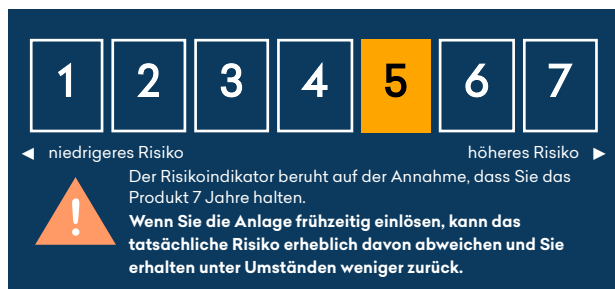 1 2 3 4 5 6 7
◄ niedrigeres Risiko höheres Risiko ►
Der Risikoindikator beruht auf der Annahme, dass Sie das
Produkt 7 Jahre halten.
Wenn Sie die Anlage frühzeitig einlösen, kann das
tatsächliche Risiko erheblich davon abweichen und Sie
erhalten unter Umständen weniger zurück.
!